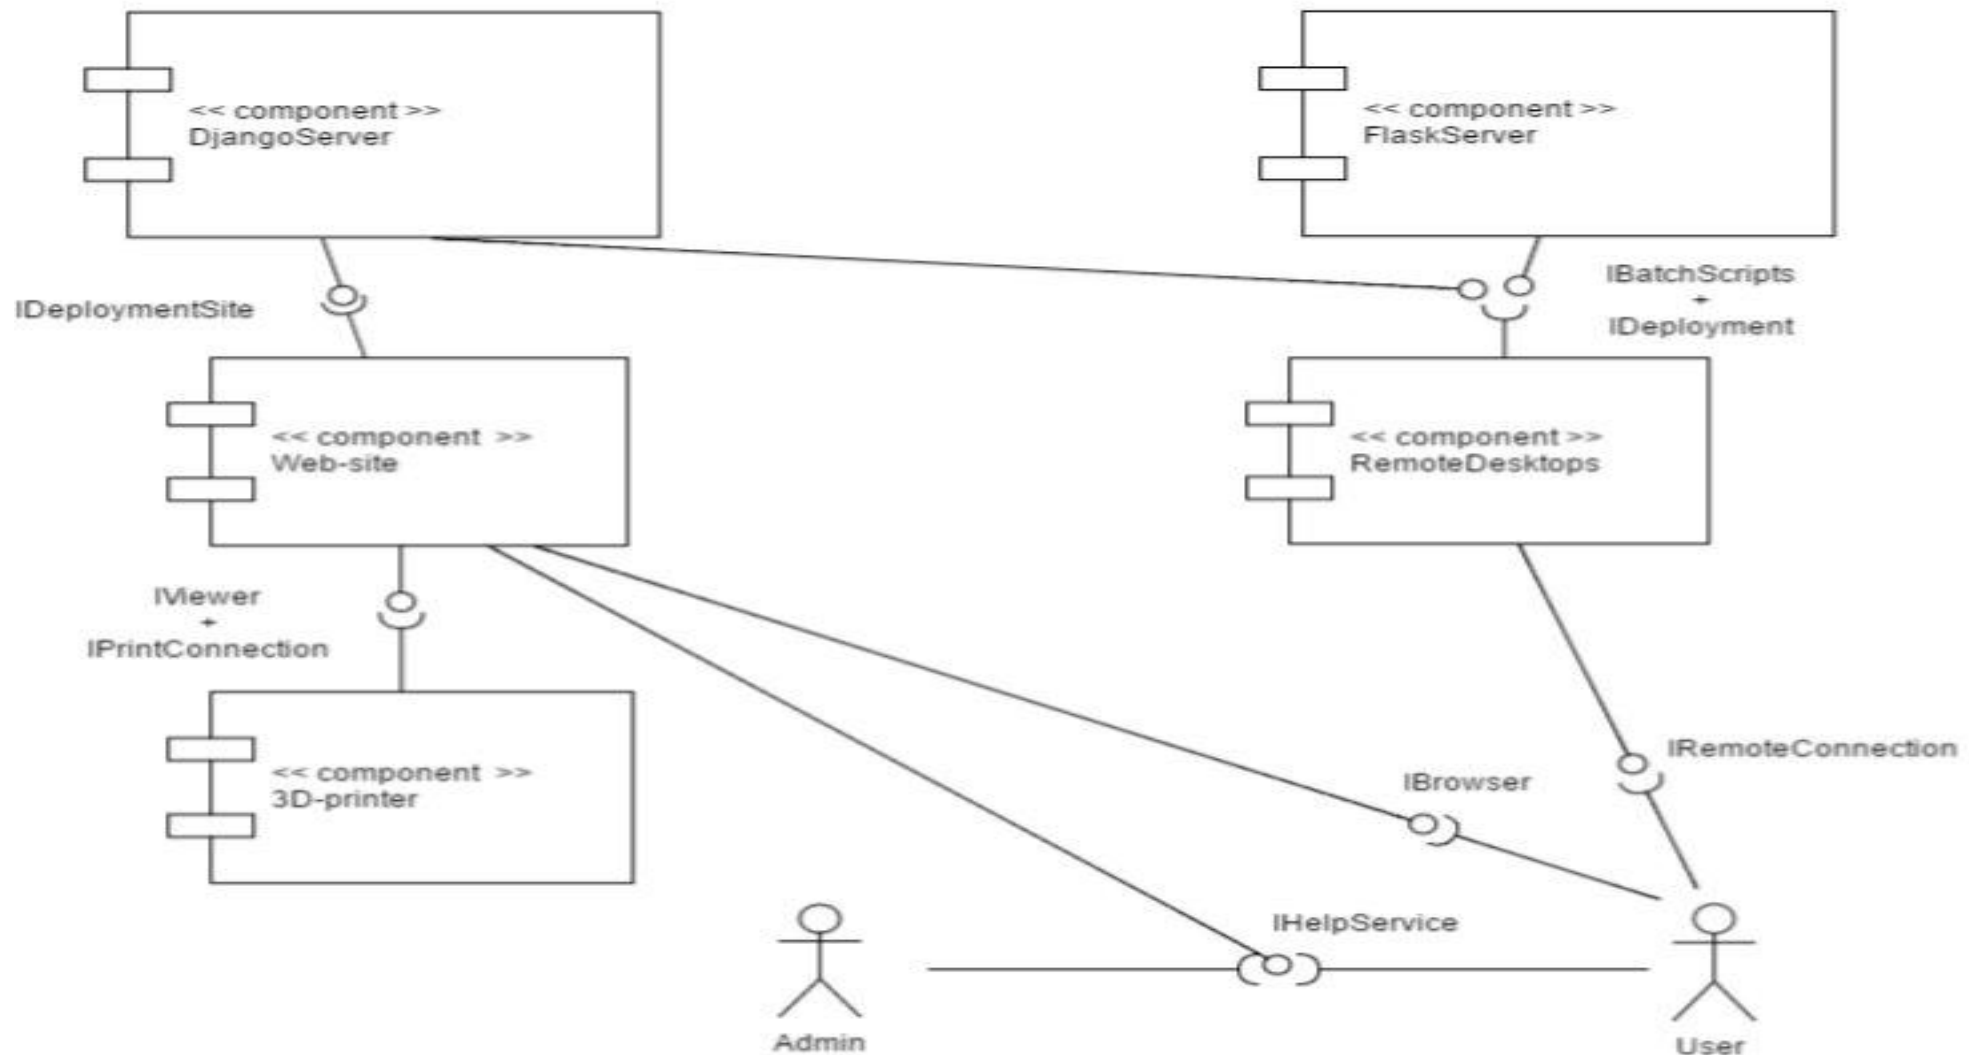 << component >>
DjangoServer
<< component >>
FlaskServer
IDeploymentSite
IBatchScripts
+
IDeployment
<< component >>
Web-site
<< component >>
RemoteDesktops
IViewer
+
IPrintConnection
<< component >>
3D-printer
IRemoteConnection
IBrowser
IHelpService
Admin
User